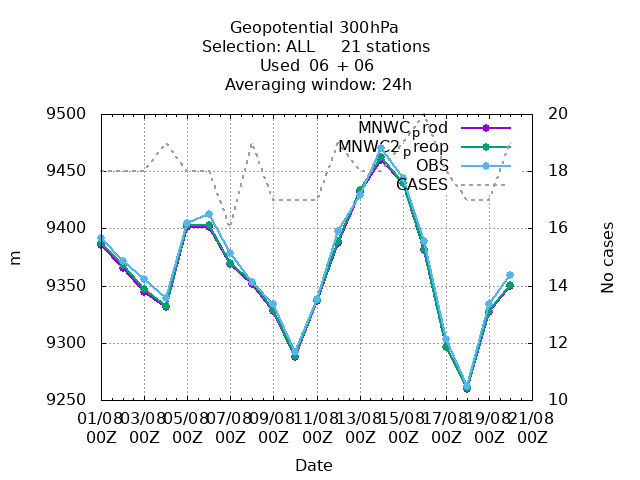 Geopotential 300hPa
Selection: ALL     21 stations
Used  06 + 06
Averaging window: 24h
9500
9450
9400
9350
9300
9250
20
18
16
14
12
10
m
No cases
MNWC_prod
MNWC2_preop
OBS
CASES
01/08 03/08 05/08 07/08 09/08 11/08 13/08 15/08 17/08 19/08 21/08
00Z 00Z 00Z 00Z 00Z 00Z 00Z 00Z 00Z 00Z 00Z
Date